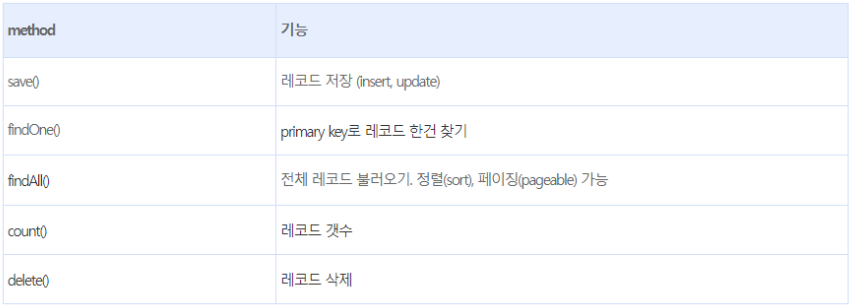 method 기능
save() 레코드 저장 (insert, update)
findOne() primary key로 레코드 한건 찾기
findAll() 전체 레코드 불러오기. 정렬(sort), 페이징(pageable) 가능
count() 레코드 갯수
delete() 레코드 삭제